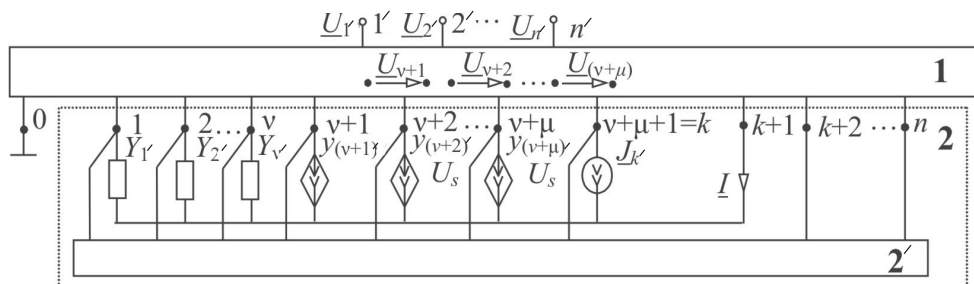 U1′ 1′ U2′ 2′ ··· Un′ n′
Uν+1 Uν+2 ... U(ν+μ) 1
0 1 2... ν ν+1 ν+2 ... ν+μ ν+μ+1=k k+1 k+2 ... n 2
Y1′ Y2′ Yν′ y(ν+1)′ y(ν+2)′ y(ν+μ)′ Jk′
Us Us I
2′